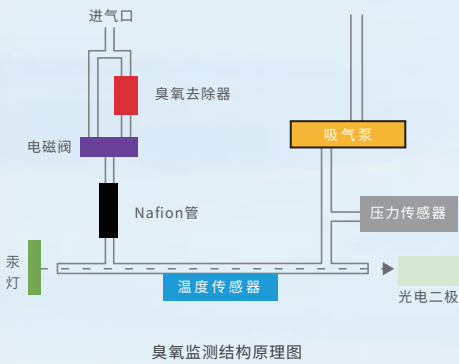 进气口
臭氧去除器
吸气泵
电磁阀
Nafion管
压力传感器
汞
灯
温度传感器
光电二极
臭氧监测结构原理图